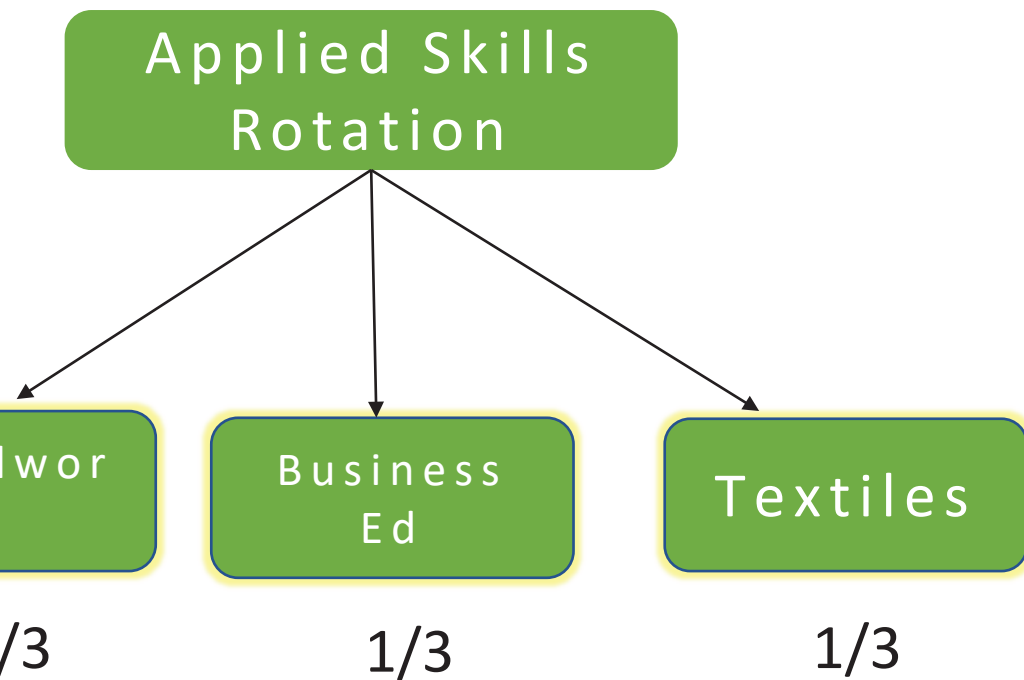 Applied Skills
Rotation
lwor
Business
Ed
Textiles
/3
1/3
1/3